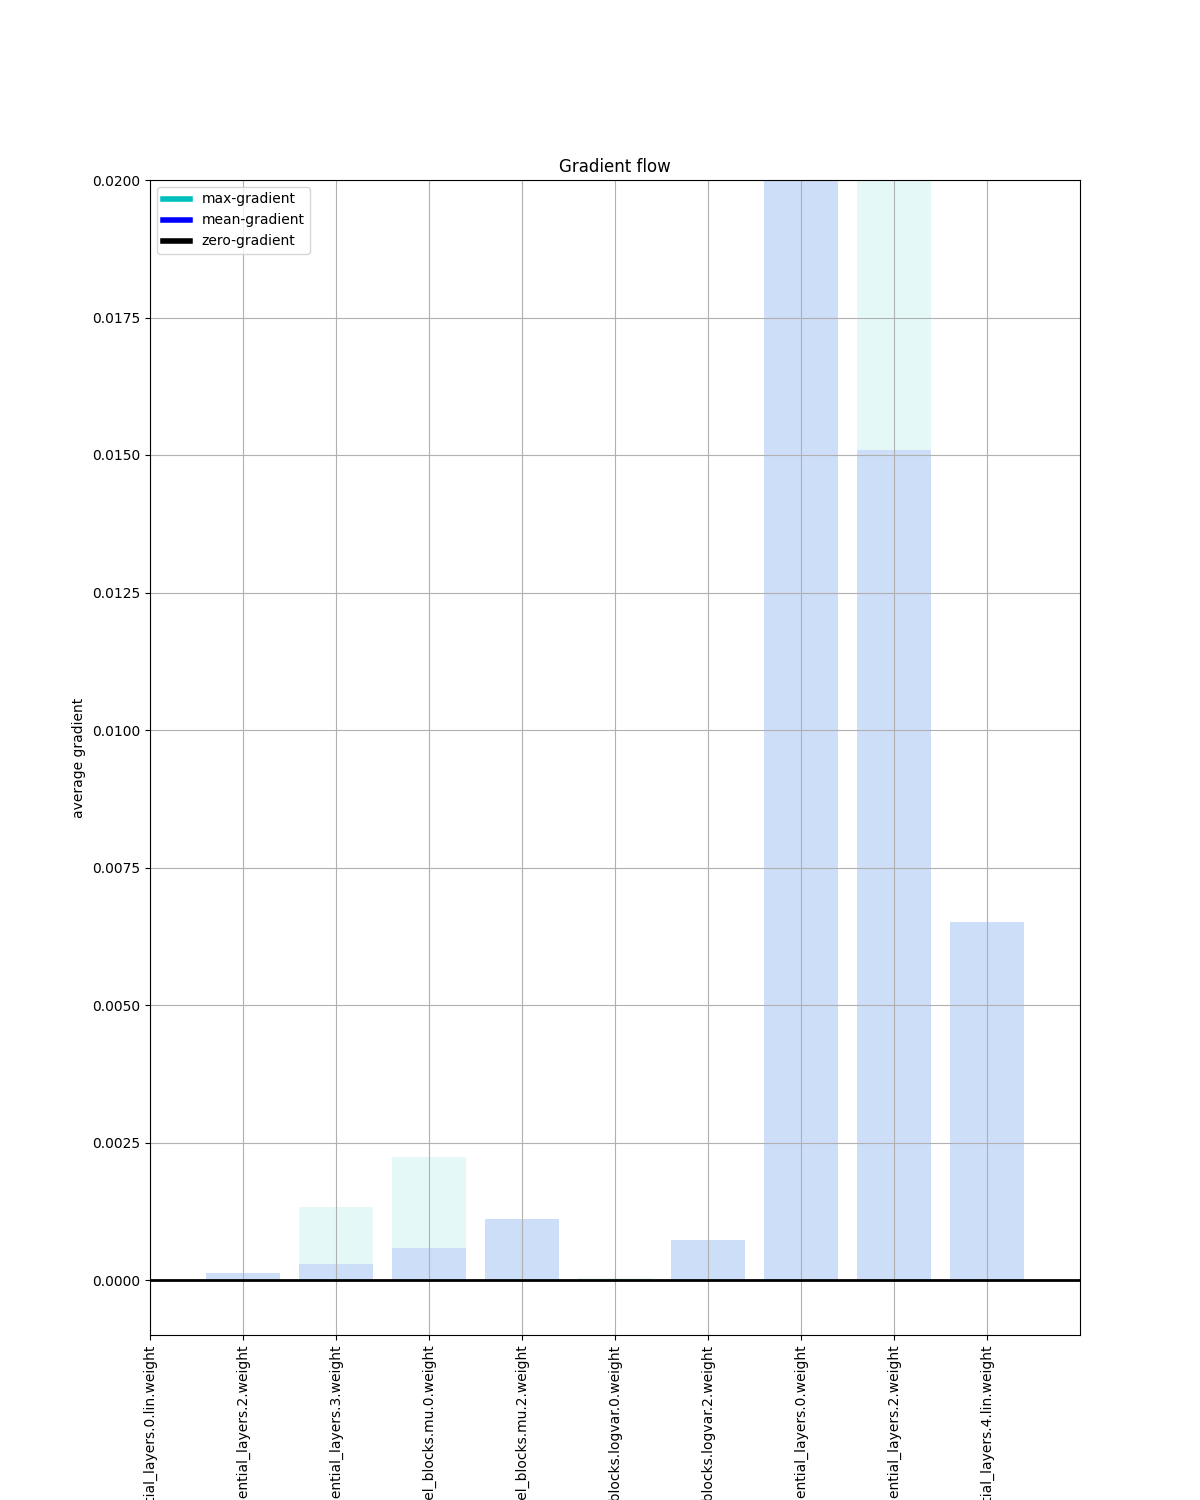 Gradient flow
max-gradient
mean-gradient
zero-gradient
0.0200
0.0175
0.0150
0.0125
0.0100
0.0075
0.0050
0.0025
0.0000
average gradient
tial_layers.0.lin.weight
ential_layers.2.weight
ential_layers.3.weight
el_blocks.mu.0.weight
el_blocks.mu.2.weight
blocks.logvar.0.weight
blocks.logvar.2.weight
ential_layers.0.weight
ential_layers.2.weight
tial_layers.4.lin.weight